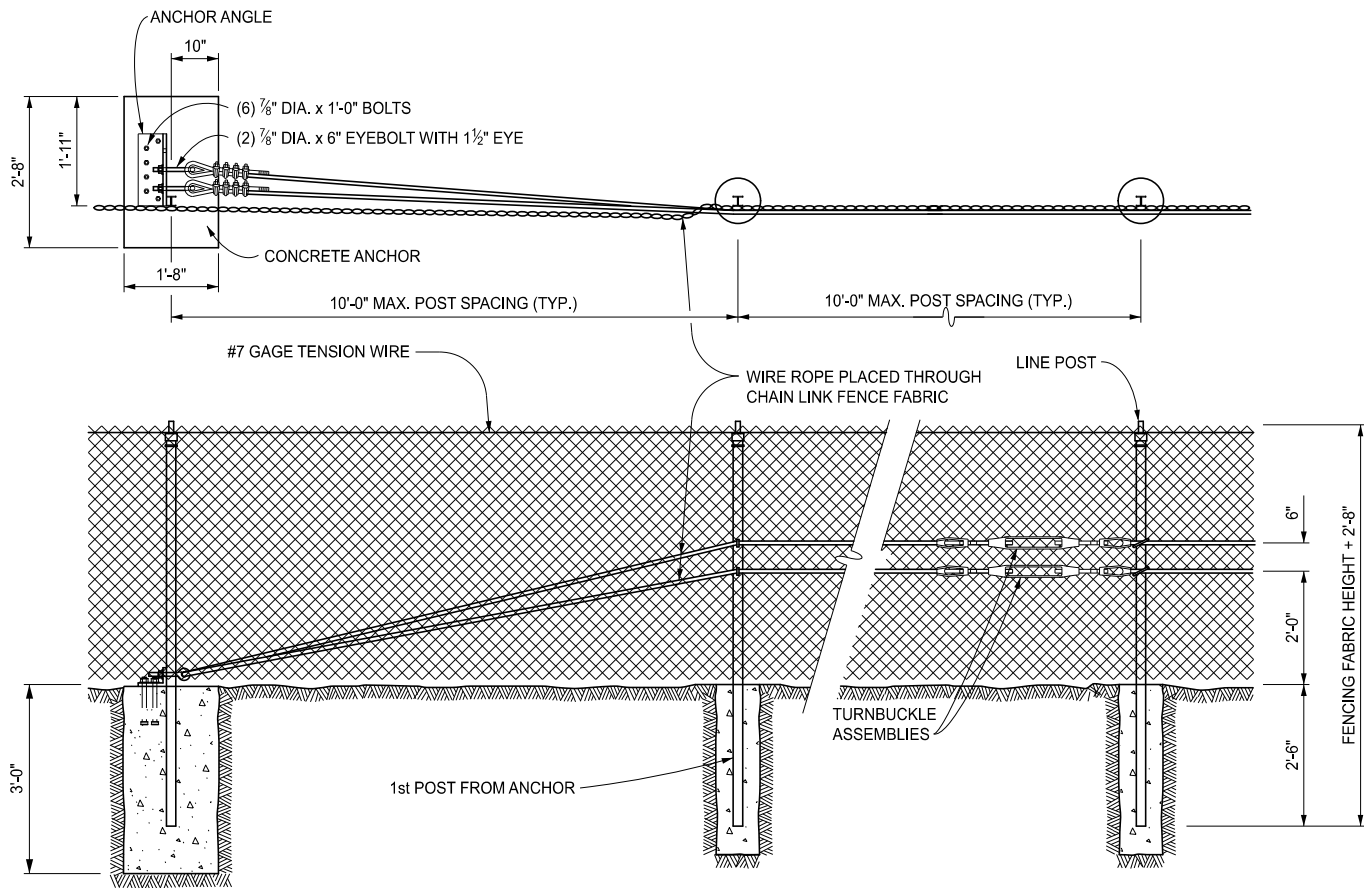 ANCHOR ANGLE
10"
(6) ⅞" DIA. x 1'-0" BOLTS
(2) ⅞" DIA. x 6" EYEBOLT WITH 1½" EYE
2'-8"
1'-11"
CONCRETE ANCHOR
1'-8"
10'-0" MAX. POST SPACING (TYP.)
10'-0" MAX. POST SPACING (TYP.)
#7 GAGE TENSION WIRE
WIRE ROPE PLACED THROUGH
CHAIN LINK FENCE FABRIC
LINE POST
6"
2'-0"
FENCING FABRIC HEIGHT + 2'-8"
TURNBUCKLE
ASSEMBLIES
2'-6"
3'-0"
1st POST FROM ANCHOR